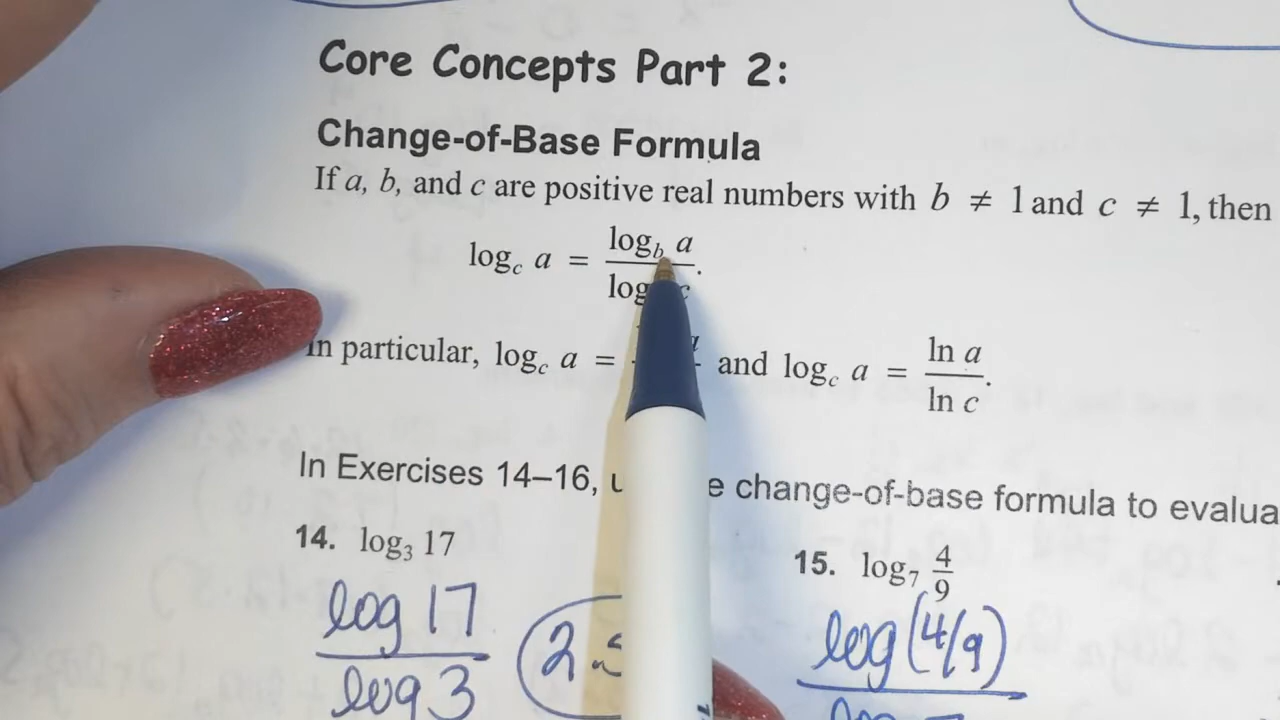 Core Concepts Part 2:
Change-of-Base Formula
If a, b, and c are positive real numbers with b ≠ 1 and c ≠ 1, then
log_c a = log_b a / log c.
In particular, log_c a = and log_c a = ln a / ln c.
In Exercises 14–16, change-of-base formula to
14. log_3 17
15. log_7 4/9
log 17 / log 3
log(4/9)